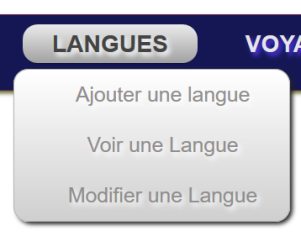 LANGUES VOYA
Ajouter une langue
Voir une Langue
Modifier une Langue